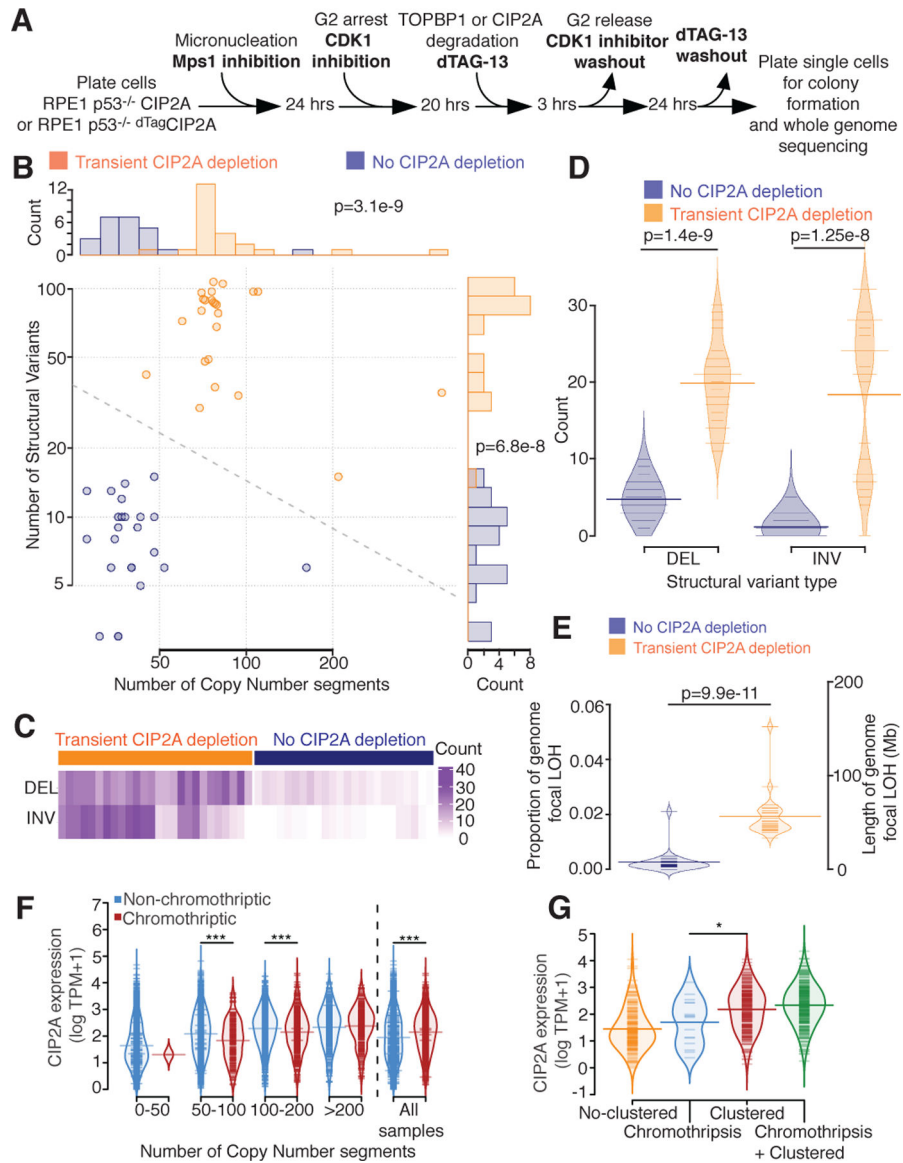 A
Micronucleation
Mps1 inhibition
G2 arrest
CDK1
inhibition
TOPBP1 or CIP2A
degradation
dTAG-13
G2 release
CDK1 inhibitor
washout
dTAG-13
washout
Plate cells
RPE1 p53-/- CIP2A
or RPE1 p53-/- dTagCIP2A
24 hrs
20 hrs
3 hrs
24 hrs
Plate single cells
for colony
formation
and whole genome
sequencing
B
Transient CIP2A depletion
No CIP2A depletion
Count
12
7
4
0
p=3.1e-9
Number of Structural Variants
100
50
20
10
5
50
100
200
Number of Copy Number segments
p=6.8e-8
0 4 8
Count
C
Transient CIP2A depletion
No CIP2A depletion
DEL
INV
Count
40
30
20
10
0
D
No CIP2A depletion
Transient CIP2A depletion
p=1.4e-9
p=1.25e-8
Count
30
20
10
0
DEL
INV
Structural variant type
E
No CIP2A depletion
Transient CIP2A depletion
p=9.9e-11
Proportion of genome
focal LOH
0.06
0.04
0.02
0.00
200
100
0
Length of genome
focal LOH (Mb)
F
Non-chromothriptic
Chromothriptic
CIP2A expression
(log TPM+1)
7
6
5
4
3
2
1
0
***
***
***
0-50
50-100
100-200
>200
All
samples
Number of Copy Number segments
G
CIP2A expression
(log TPM+1)
5
4
3
2
1
0
-1
*
No-clustered
Chromothripsis
Clustered
Chromothripsis
+ Clustered